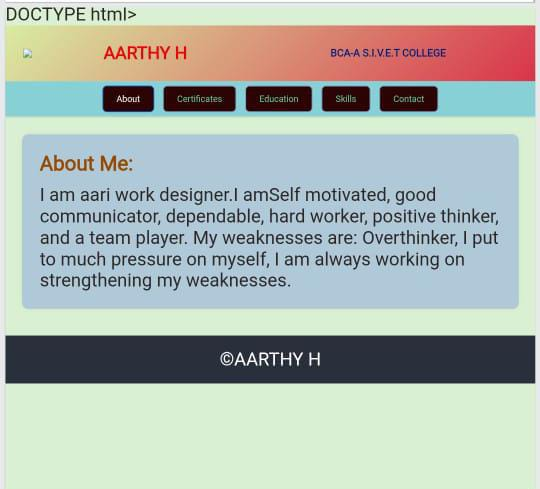 DOCTYPE html>
AARTHY H
BCA-A S.I.V.E.T COLLEGE
About
Certificates
Education
Skills
Contact
About Me:
I am aari work designer.I amSelf motivated, good
communicator, dependable, hard worker, positive thinker,
and a team player. My weaknesses are: Overthinker, I put
to much pressure on myself, I am always working on
strengthening my weaknesses.
©AARTHY H